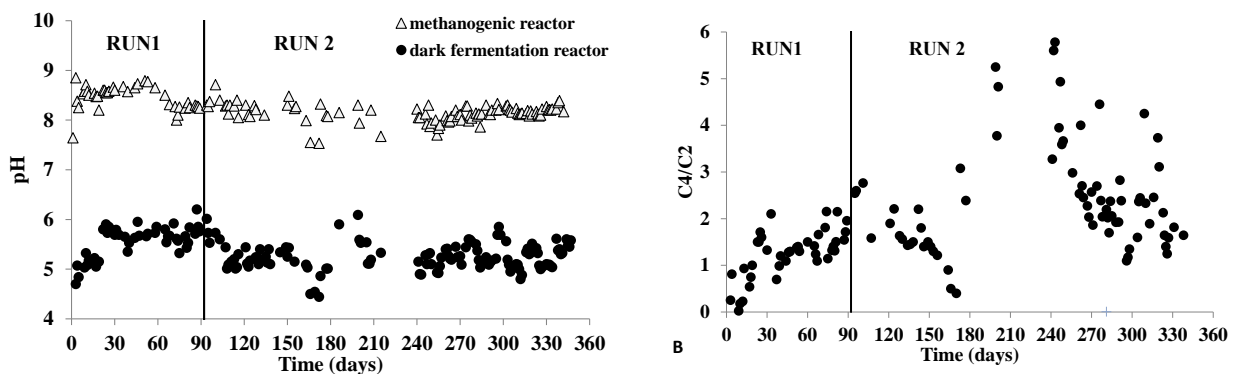 10
9
8
7
6
5
4
0 30 60 90 120 150 180 210 240 270 300 330 360
pH
Time (days)
RUN1
RUN 2
methanogenic reactor
dark fermentation reactor
6
5
4
3
2
1
0
0 30 60 90 120 150 180 210 240 270 300 330 360
C4/C2
Time (days)
RUN1
RUN 2
B